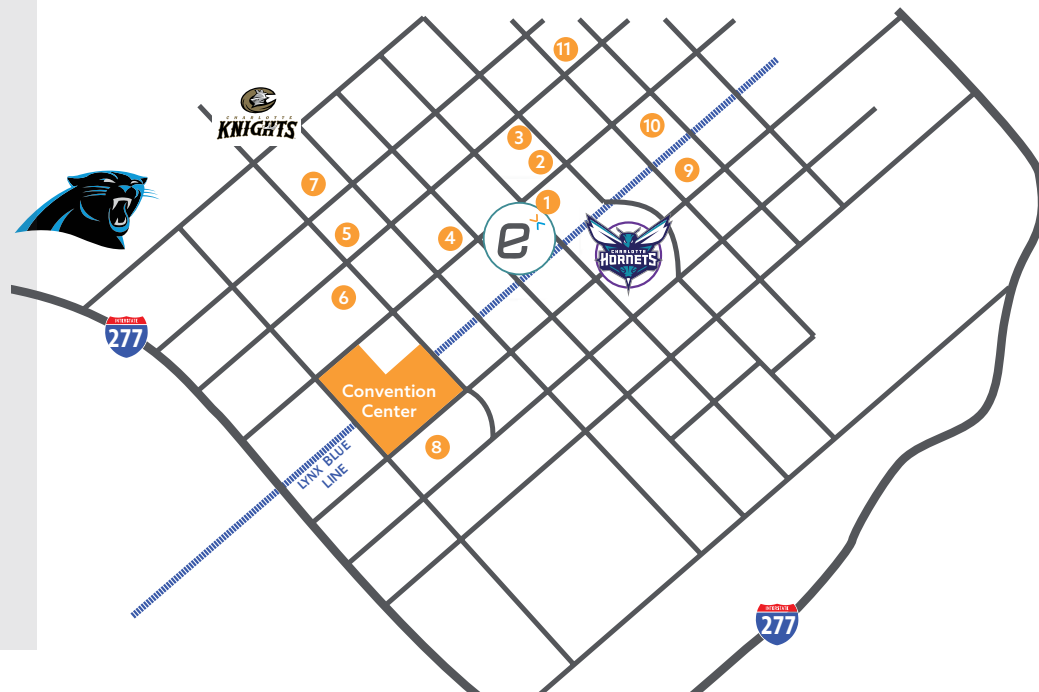 11
CHARLOTTE
KNIGHTS
3
10
2
7
9
1
CHARLOTTE
HORNETS
5
4
e
6
INTERSTATE
277
Convention
Center
8
LYNX BLUE
LINE
INTERSTATE
277